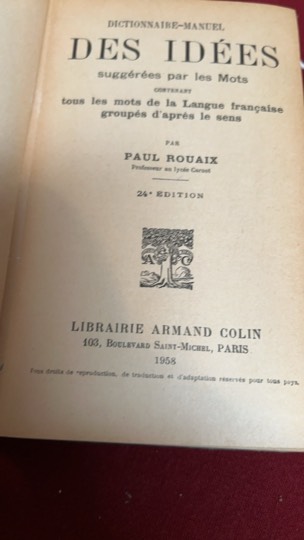 DICTIONNAIRE-MANUEL
DES IDÉES
suggérées par les Mots
CONTENANT
tous les mots de la Langue française
groupés d'après le sens
PAR
PAUL ROUAIX
Professeur au lycée Carnot
24e ÉDITION
A C
LIBRAIRIE ARMAND COLIN
103, BOULEVARD SAINT-MICHEL, PARIS
1958
Tous droits de reproduction, de traduction et d'adaptation réservés pour tous pays.